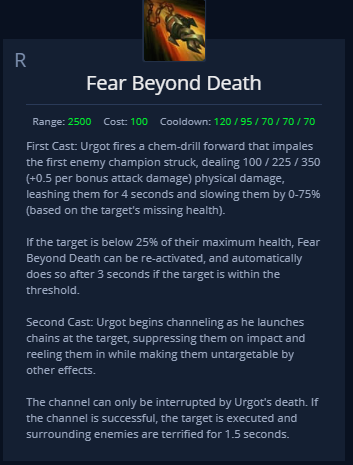 R
Fear Beyond Death
Range: 2500 Cost: 100 Cooldown: 120 / 95 / 70 / 70 / 70
First Cast: Urgot fires a chem-drill forward that impales
the first enemy champion struck, dealing 100 / 225 / 350
(+0.5 per bonus attack damage) physical damage,
leashing them for 4 seconds and slowing them by 0-75%
(based on the target's missing health).
If the target is below 25% of their maximum health, Fear
Beyond Death can be re-activated, and automatically
does so after 3 seconds if the target is within the
threshold.
Second Cast: Urgot begins channeling as he launches
chains at the target, suppressing them on impact and
reeling them in while making them untargetable by
other effects.
The channel can only be interrupted by Urgot's death. If
the channel is successful, the target is executed and
surrounding enemies are terrified for 1.5 seconds.